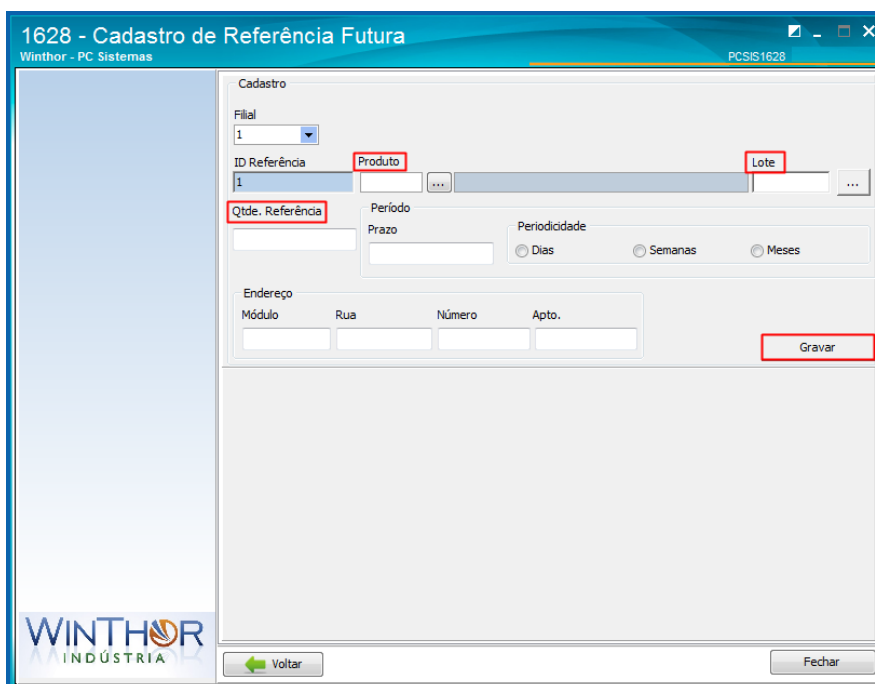 1628 - Cadastro de Referência Futura
Winthor - PC Sistemas
PCSIS1628
Cadastro
Filial
1
ID Referência Produto Lote
1 ... ...
Qtde. Referência Período
Prazo Periodicidade
Dias Semanas Meses
Endereço
Módulo Rua Número Apto.
Gravar
WINTHOR
INDÚSTRIA
Voltar Fechar